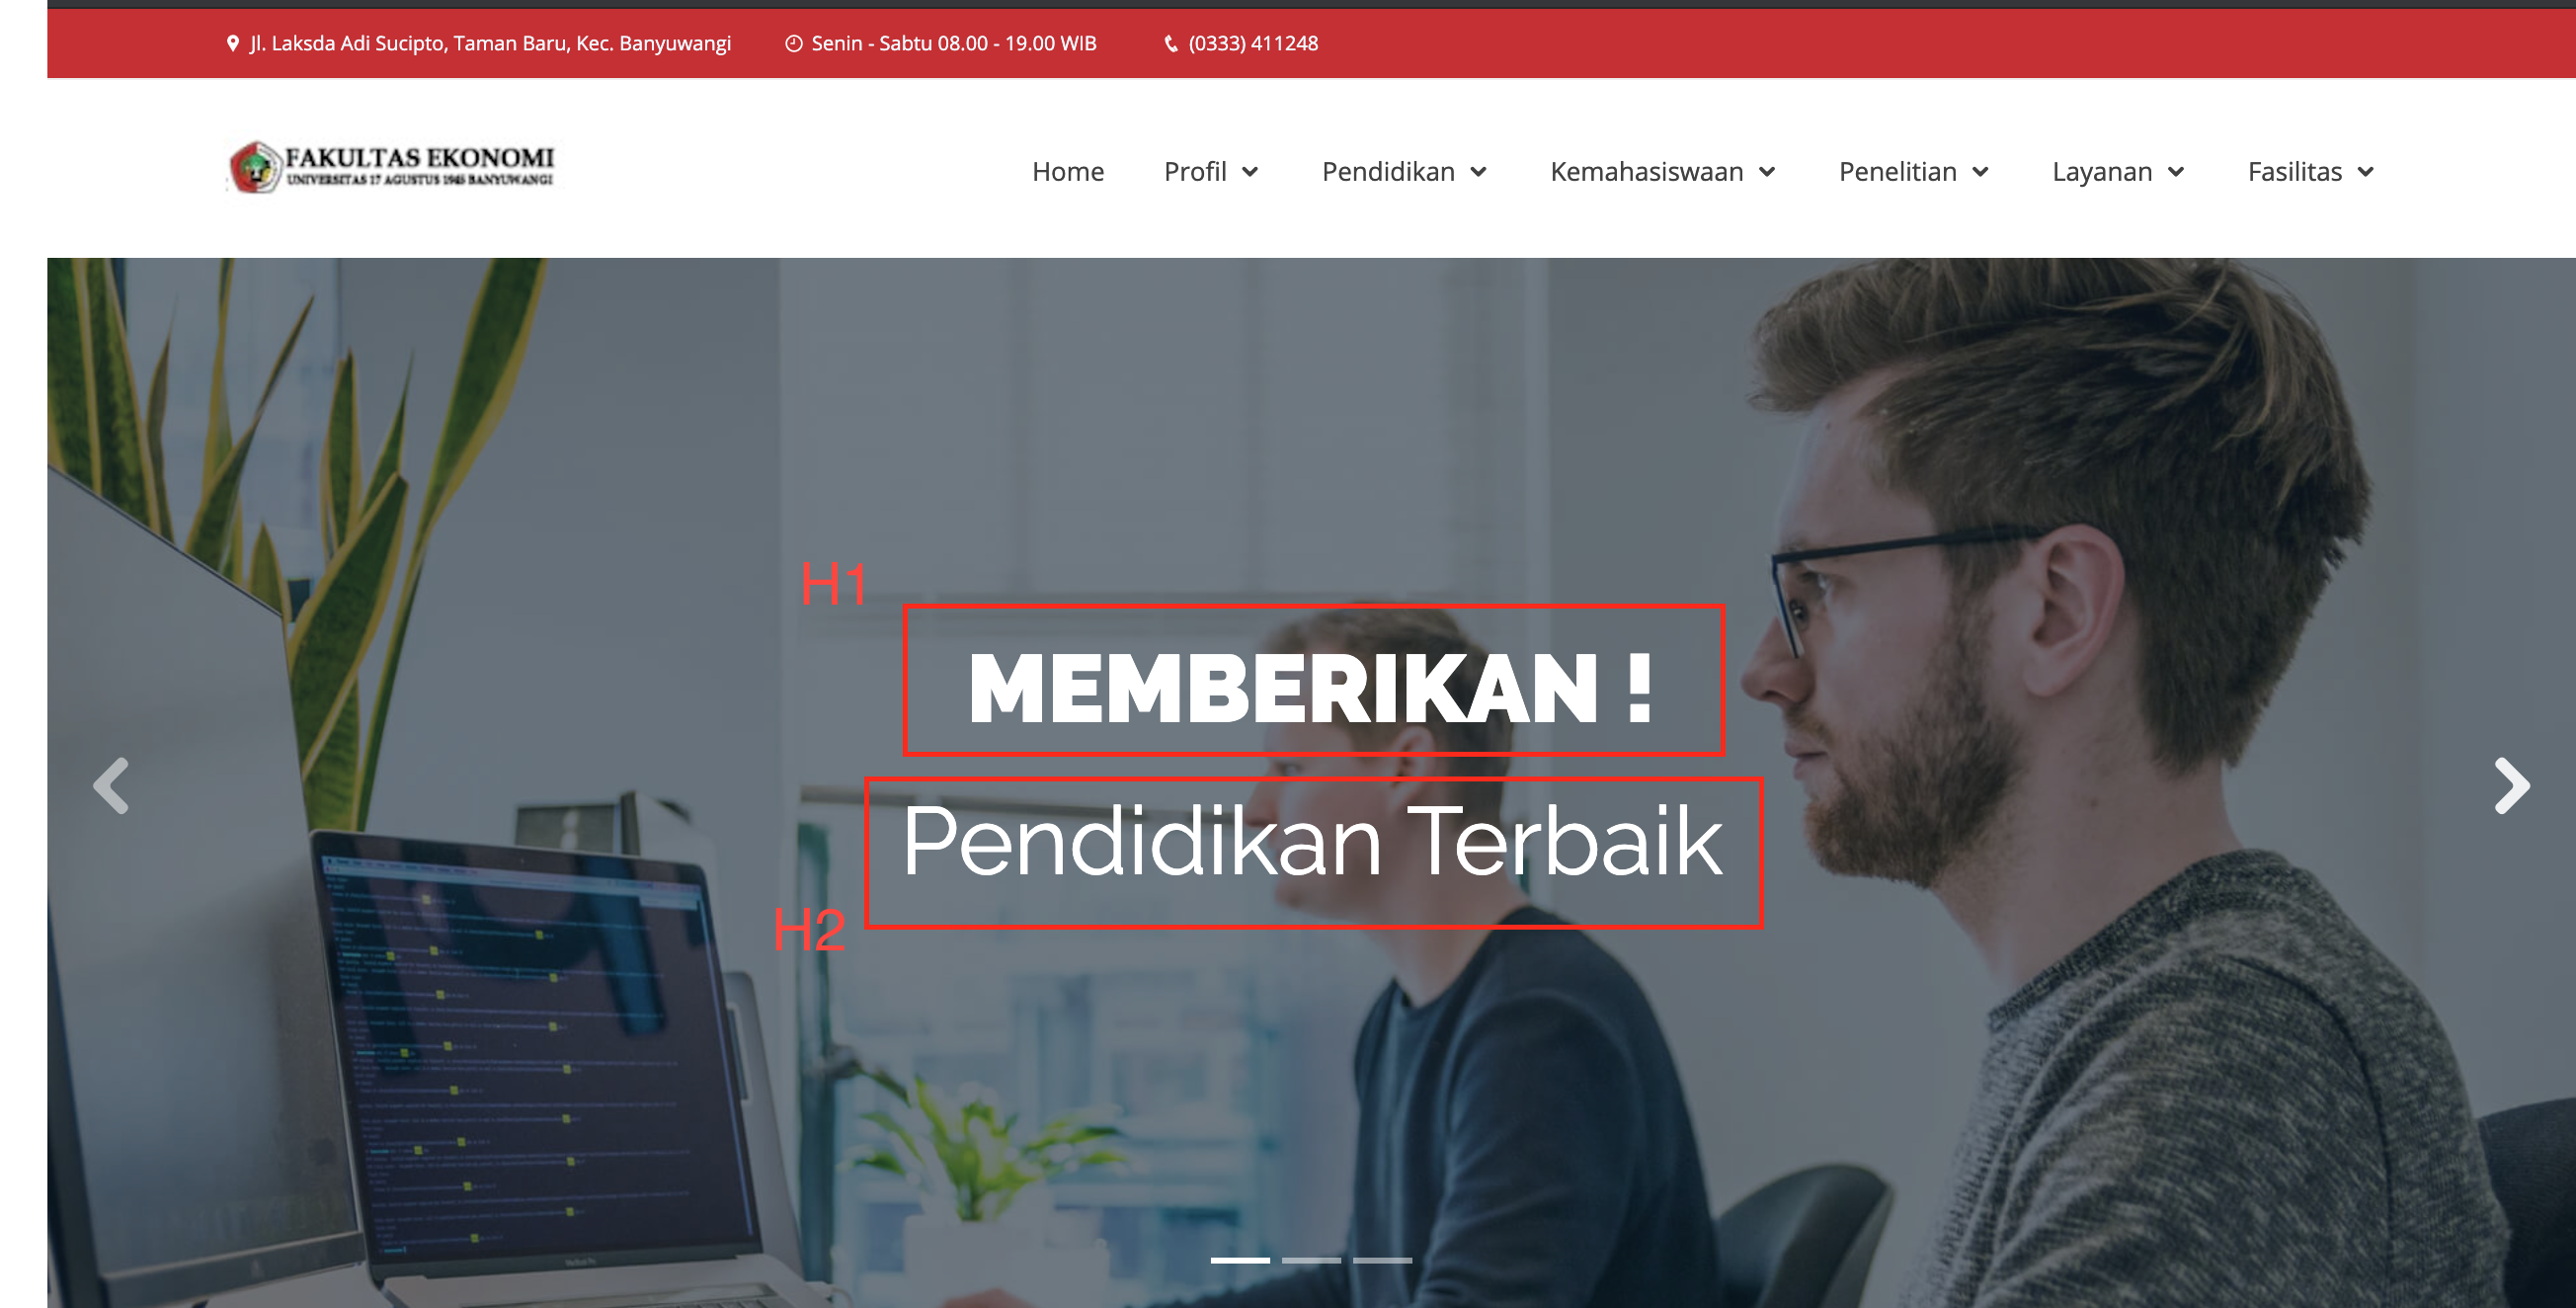 Jl. Laksda Adi Sucipto, Taman Baru, Kec. Banyuwangi Senin - Sabtu 08.00 - 19.00 WIB (0333) 411248
FAKULTAS EKONOMI
UNIVERSITAS 17 AGUSTUS 1945 BANYUWANGI
Home Profil Pendidikan Kemahasiswaan Penelitian Layanan Fasilitas
H1
MEMBERIKAN !
Pendidikan Terbaik
H2